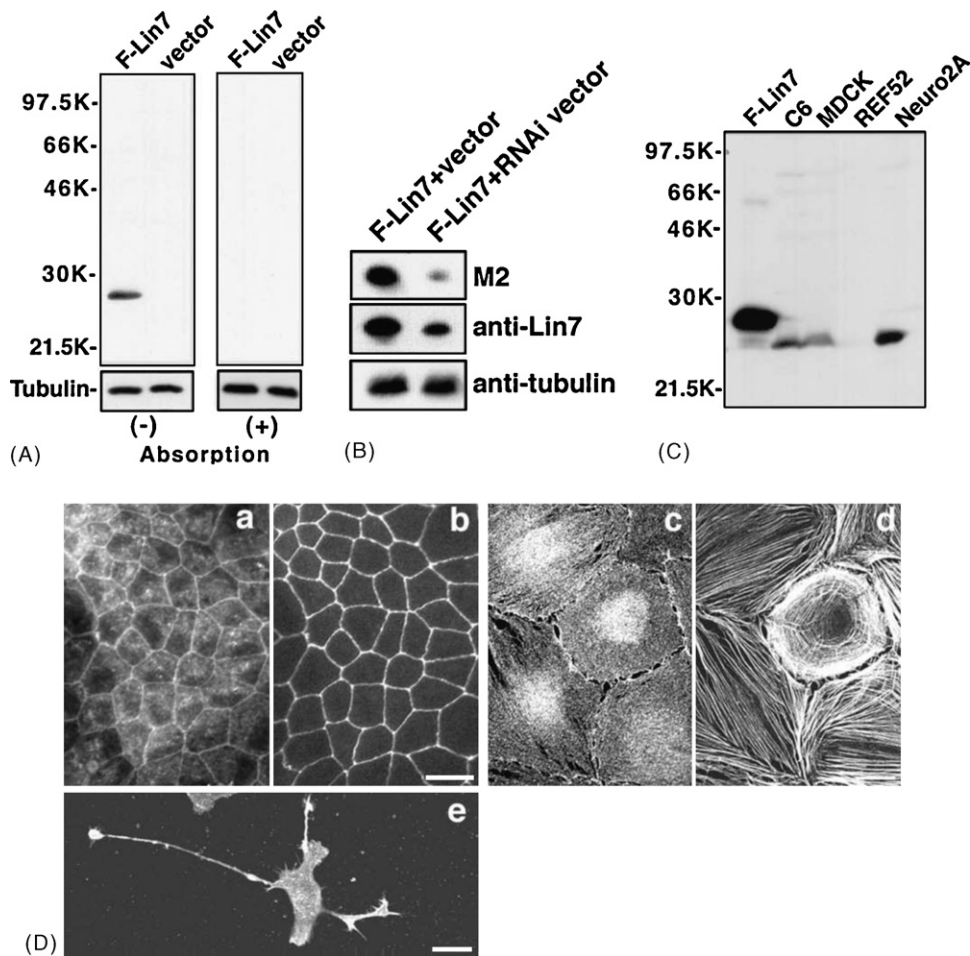 F-Lin7 vector F-Lin7 vector
97.5K-
66K-
46K-
30K-
21.5K-
Tubulin-
(-) (+)
Absorption
(A)
F-Lin7+vector F-Lin7+RNAi vector
M2
anti-Lin7
anti-tubulin
(B)
F-Lin7 C6 MDCK REF52 Neuro2A
97.5K-
66K-
46K-
30K-
21.5K-
(C)
a b c d
e
(D)